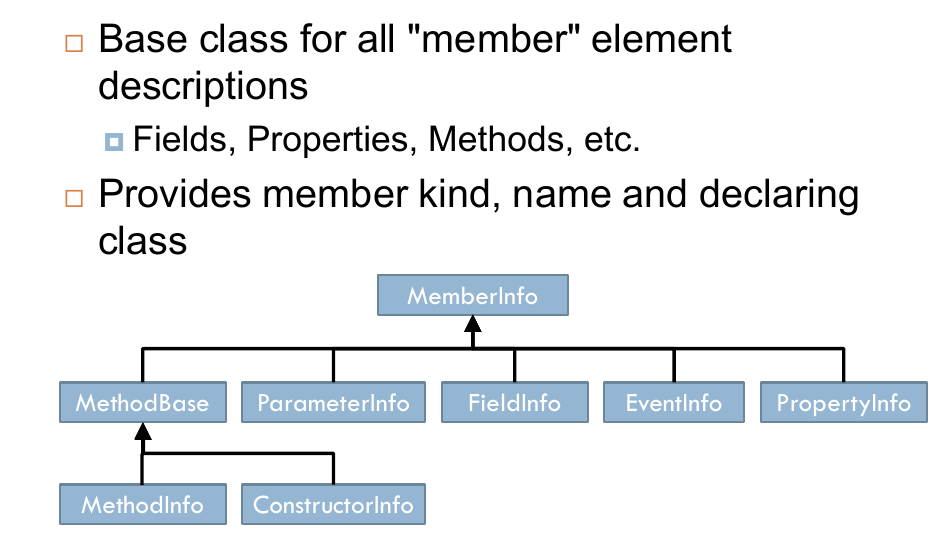 Base class for all "member" element
descriptions
Fields, Properties, Methods, etc.
Provides member kind, name and declaring
class
MemberInfo
MethodBase
ParameterInfo
FieldInfo
EventInfo
PropertyInfo
MethodInfo
ConstructorInfo